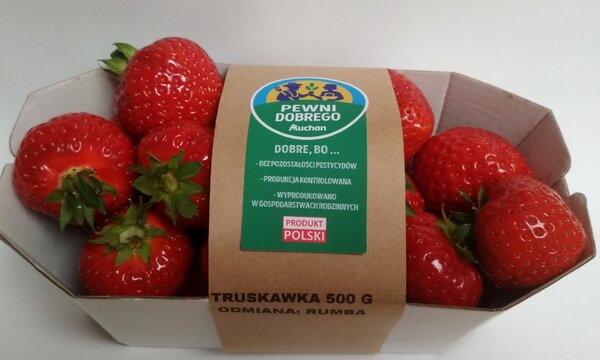 PEWNI
DOBREGO
Auchan
DOBRE, BO ...
- BEZ POZOSTAŁOŚCI PESTYCYDÓW
- PRODUKCJA KONTROLOWANA
- WYPRODUKOWANO
W GOSPODARSTWACH RODZINNYCH
PRODUKT
POLSKI
TRUSKAWKA 500 G
ODMIANA: RUMBA